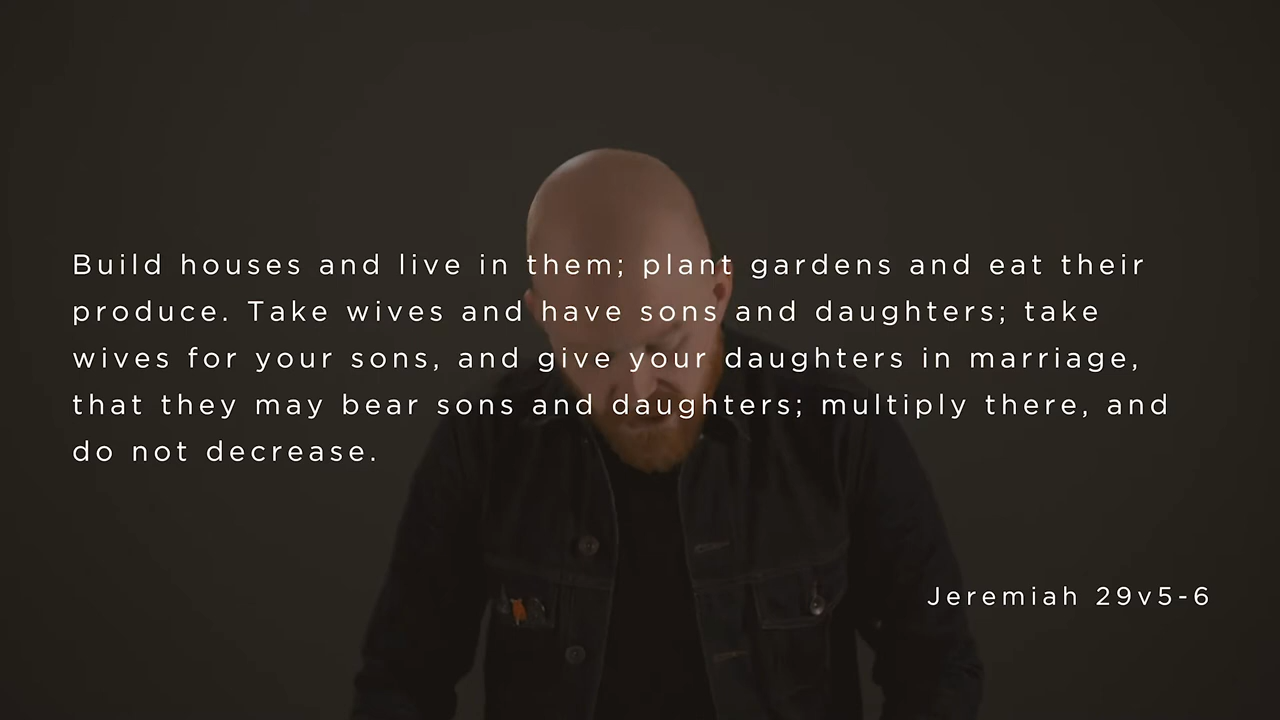 Build houses and live in them; plant gardens and eat their
produce. Take wives and have sons and daughters; take
wives for your sons, and give your daughters in marriage,
that they may bear sons and daughters; multiply there, and
do not decrease.
Jeremiah 29v5-6